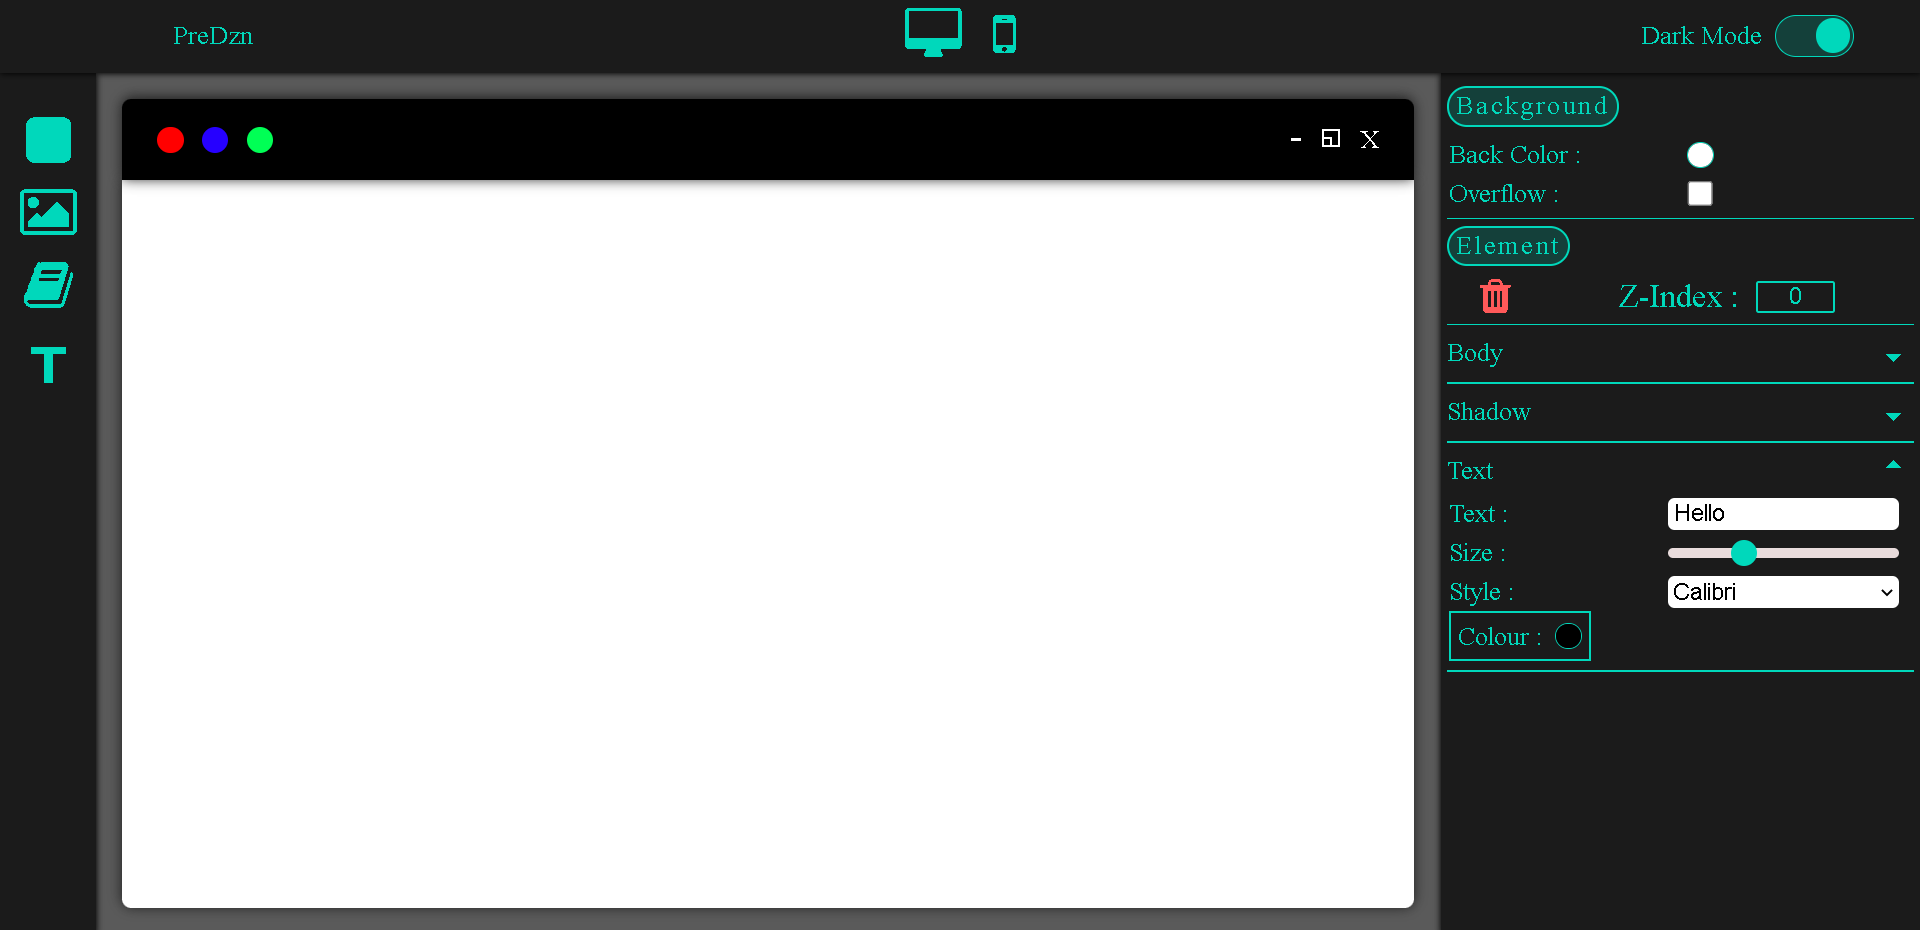 PreDzn
Dark Mode
- X
Background
Back Color :
Overflow :
Element
Z-Index : 0
Body
Shadow
Text
Text : Hello
Size :
Style : Calibri
Colour :
T